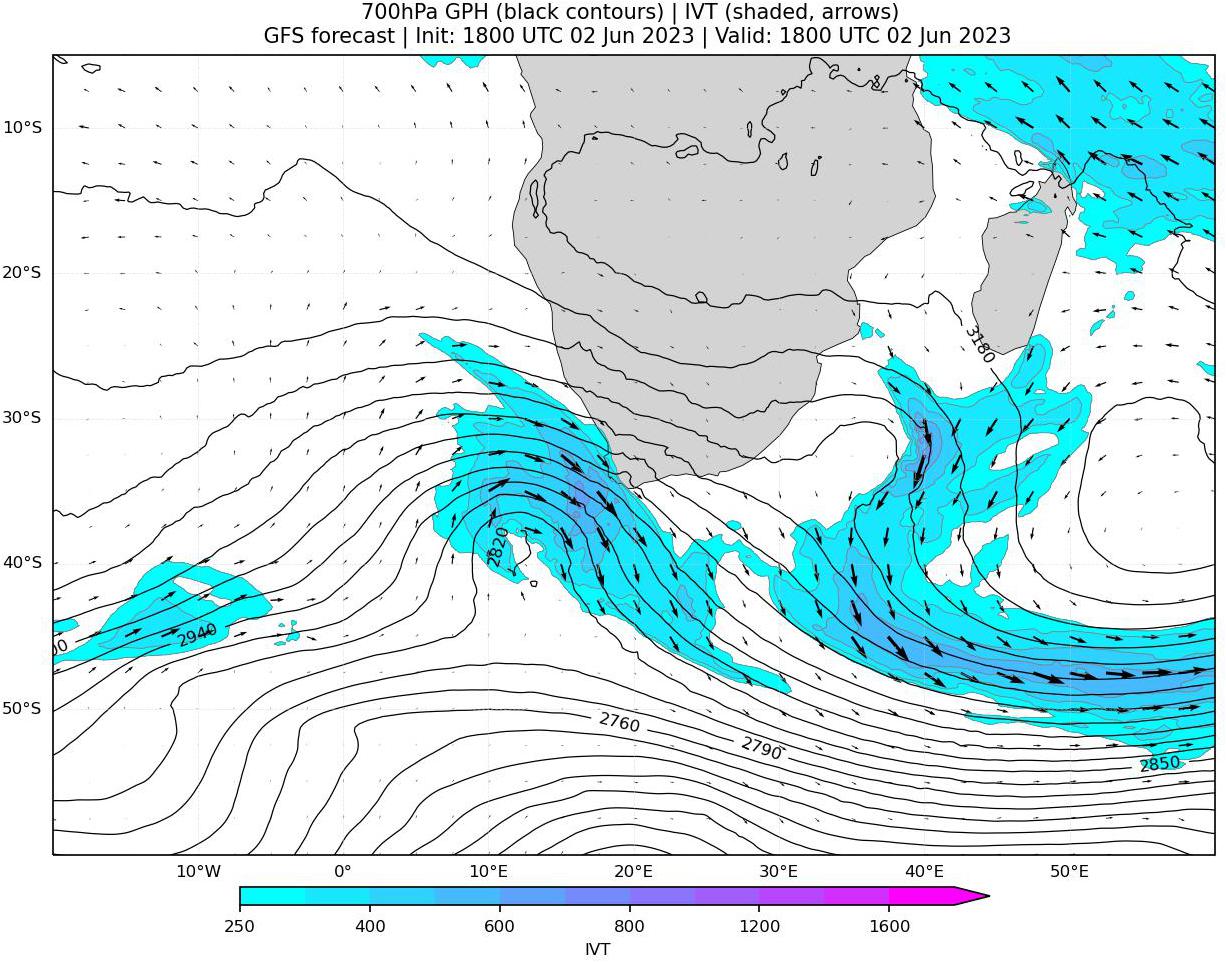 700hPa GPH (black contours) | IVT (shaded, arrows)
GFS forecast | Init: 1800 UTC 02 Jun 2023 | Valid: 1800 UTC 02 Jun 2023
10°S
20°S
3180
30°S
2820
40°S
00
2940
50°S
2760
2790
2850
10°W 0° 10°E 20°E 30°E 40°E 50°E
250 400 600 800 1200 1600
IVT